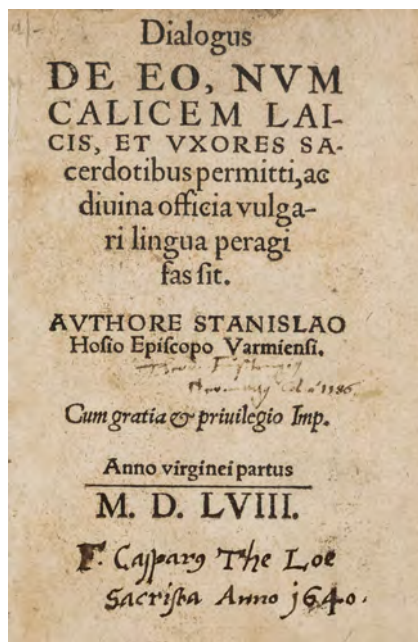 Dialogus
DE EO, NVM
CALICEM LAI-
CIS, ET VXORES SA-
cerdotibus permitti, ac
diuina officia vulga-
ri lingua peragi
fas sit.
AVTHORE STANISLAO
Hosio Episcopo Varmiensi.
Cum gratia & priuilegio Imp.
Anno virginei partus
M. D. LVIII.
F. Casparg The Loe
Sacrista Anno 1640.